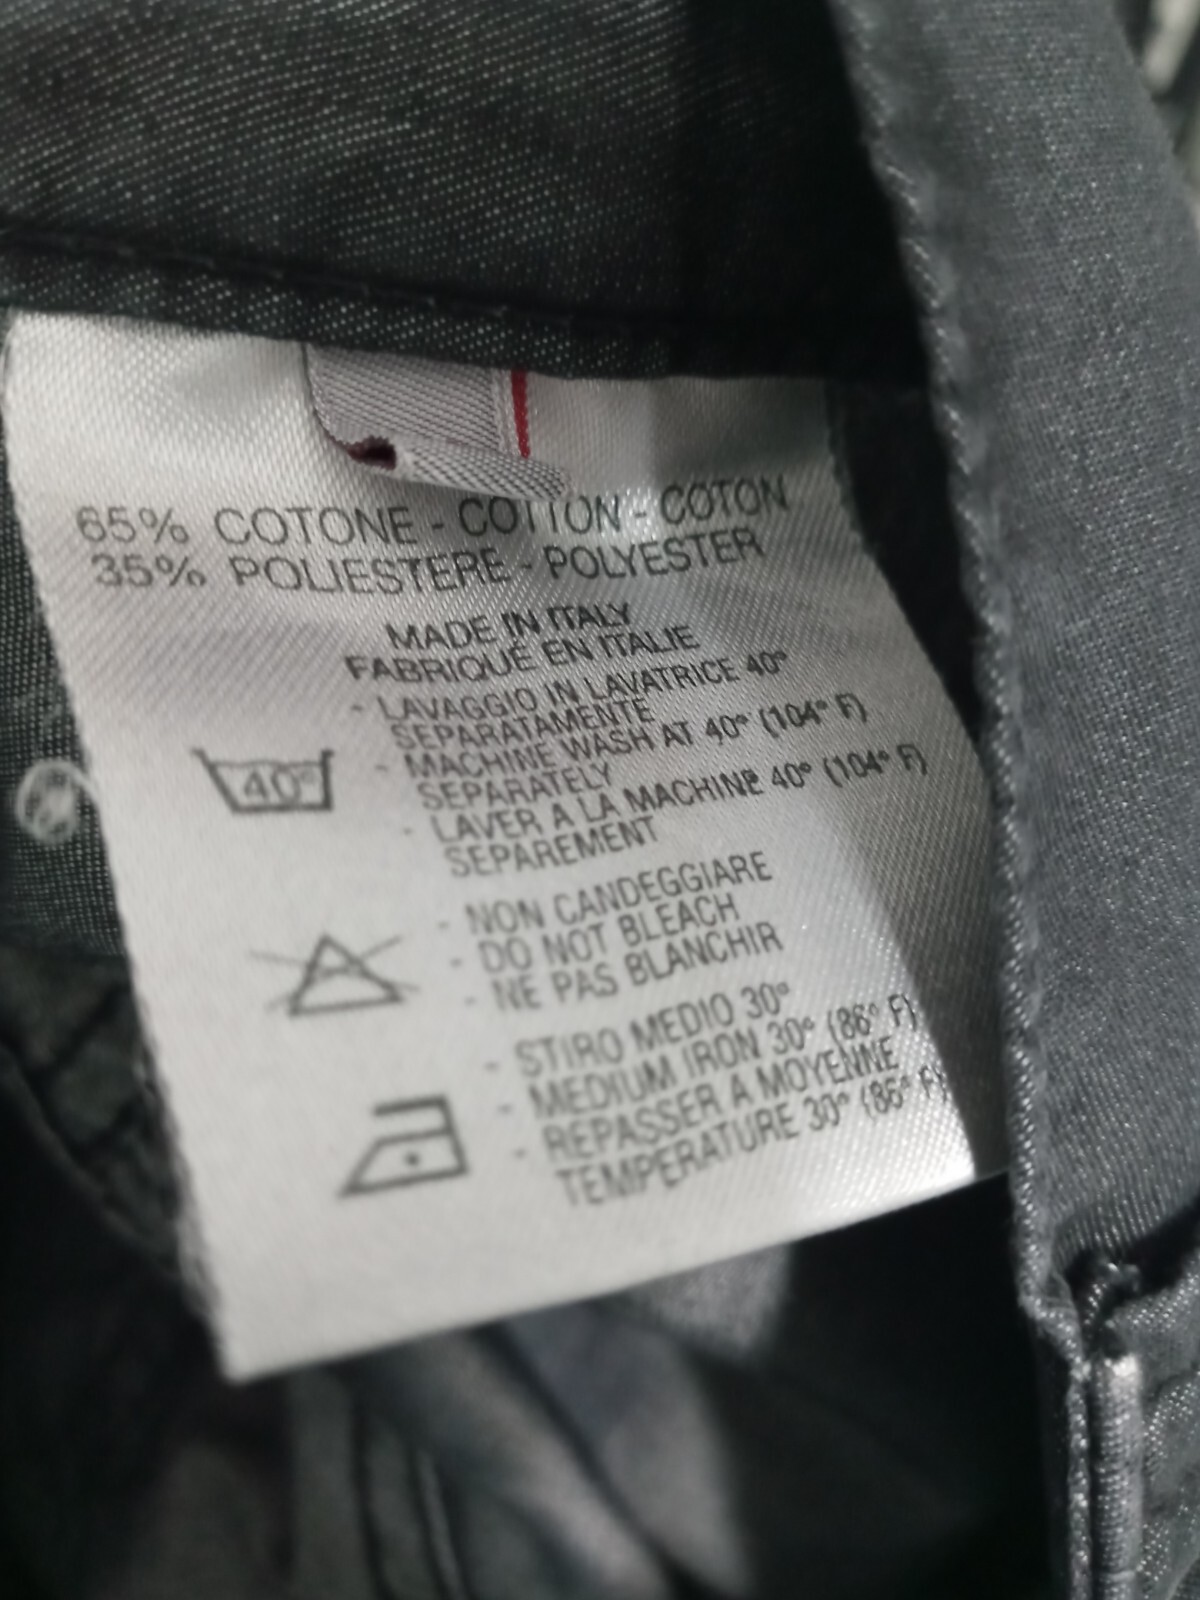 65% COTONE - COTTON - COTON
35% POLIESTERE - POLYESTER
MADE IN ITALY
FABRIQUÉ EN ITALIE
- LAVAGGIO IN LAVATRICE 40°
SEPARATAMENTE
40°
- MACHINE WASH AT 40° (104° F)
SEPARATELY
- LAVER A LA MACHINE 40° (104° F)
SEPAREMENT
- NON CANDEGGIARE
- DO NOT BLEACH
- NE PAS BLANCHIR
- STIRO MEDIO 30°
- MEDIUM IRON 30° (86° F)
- REPASSER A MOYENNE
TEMPERATURE 30° (86° F)